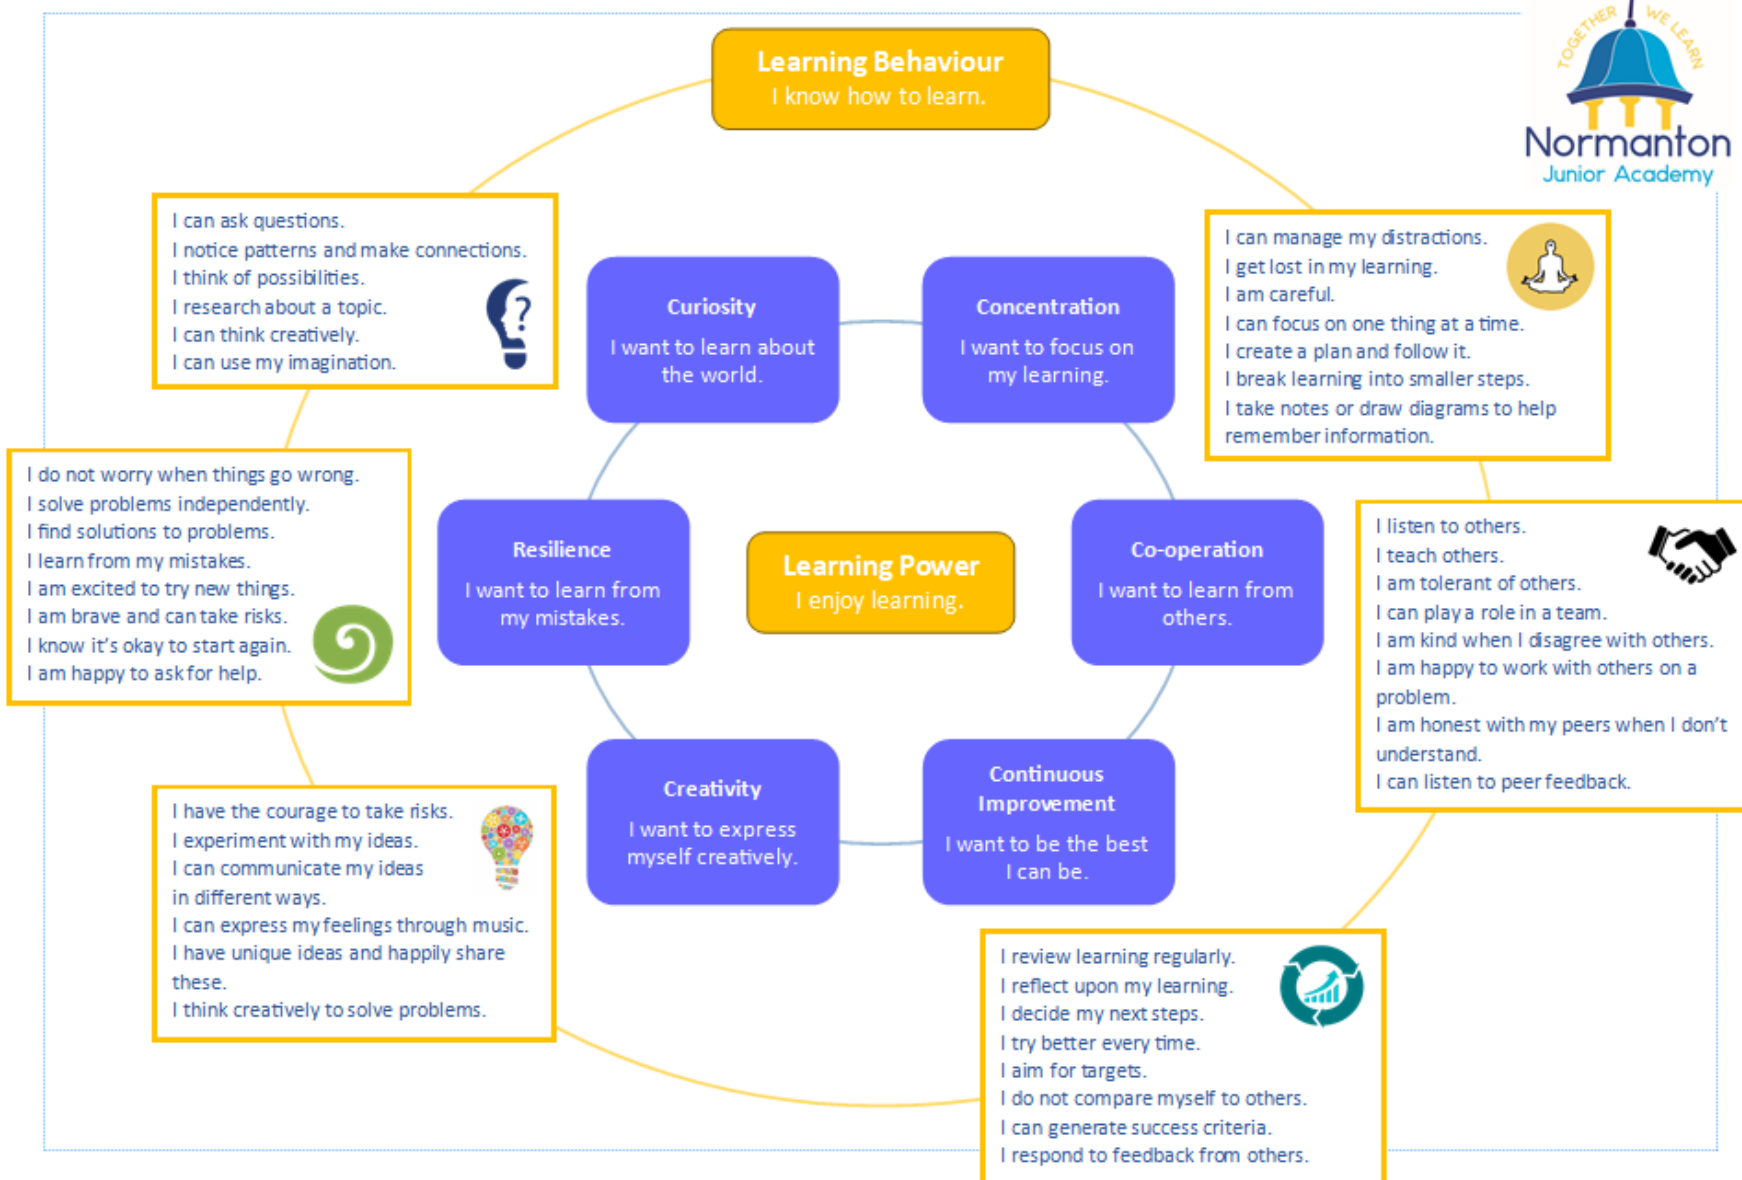 Learning Behaviour
I know how to learn.
TOGETHER WE LEARN
Normanton
Junior Academy
I can ask questions.
I notice patterns and make connections.
I think of possibilities.
I research about a topic.
I can think creatively.
I can use my imagination.
?
Curiosity
I want to learn about
the world.
Concentration
I want to focus on
my learning.
I can manage my distractions.
I get lost in my learning.
I am careful.
I can focus on one thing at a time.
I create a plan and follow it.
I break learning into smaller steps.
I take notes or draw diagrams to help
remember information.
I do not worry when things go wrong.
I solve problems independently.
I find solutions to problems.
I learn from my mistakes.
I am excited to try new things.
I am brave and can take risks.
I know it's okay to start again.
I am happy to ask for help.
Resilience
I want to learn from
my mistakes.
Learning Power
I enjoy learning.
Co-operation
I want to learn from
others.
I listen to others.
I teach others.
I am tolerant of others.
I can play a role in a team.
I am kind when I disagree with others.
I am happy to work with others on a
problem.
I am honest with my peers when I don't
understand.
I can listen to peer feedback.
I have the courage to take risks.
I experiment with my ideas.
I can communicate my ideas
in different ways.
I can express my feelings through music.
I have unique ideas and happily share
these.
I think creatively to solve problems.
Creativity
I want to express
myself creatively.
Continuous
Improvement
I want to be the best
I can be.
I review learning regularly.
I reflect upon my learning.
I decide my next steps.
I try better every time.
I aim for targets.
I do not compare myself to others.
I can generate success criteria.
I respond to feedback from others.